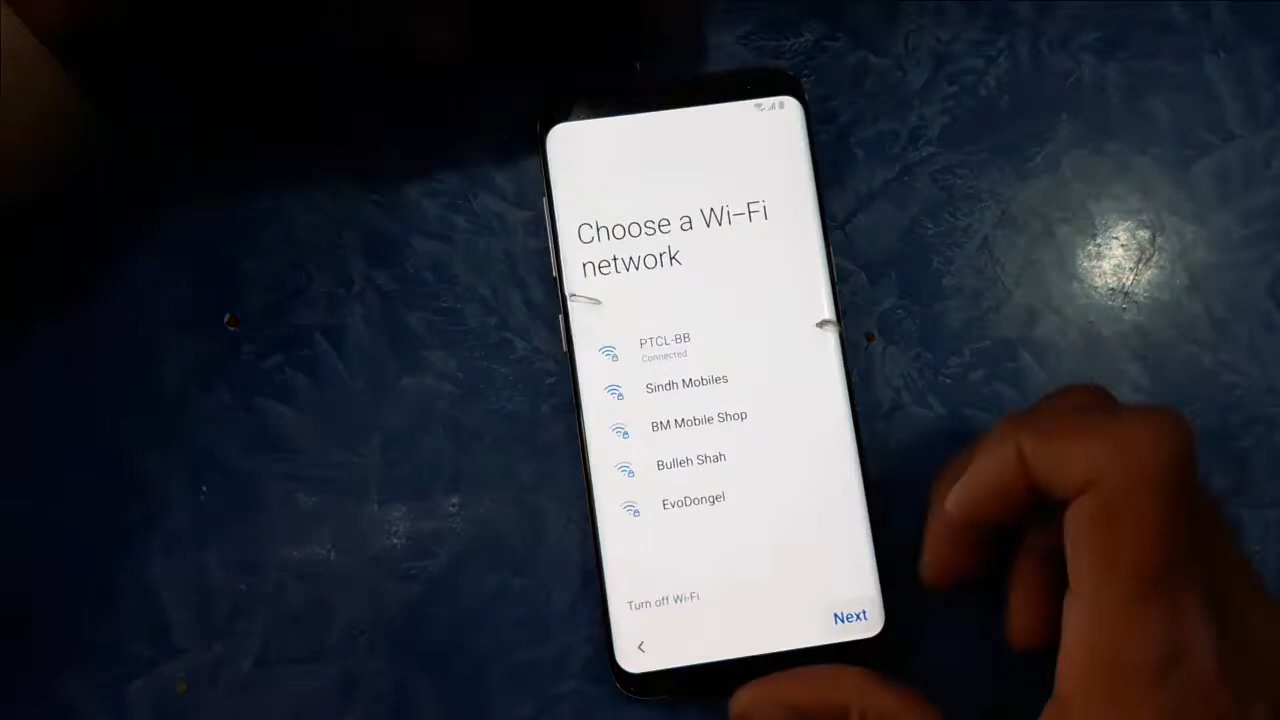 Choose a Wi-Fi
network
PTCL-BB
Connected
Sindh Mobiles
BM Mobile Shop
Bulleh Shah
EvoDongel
Turn off Wi-Fi
Next